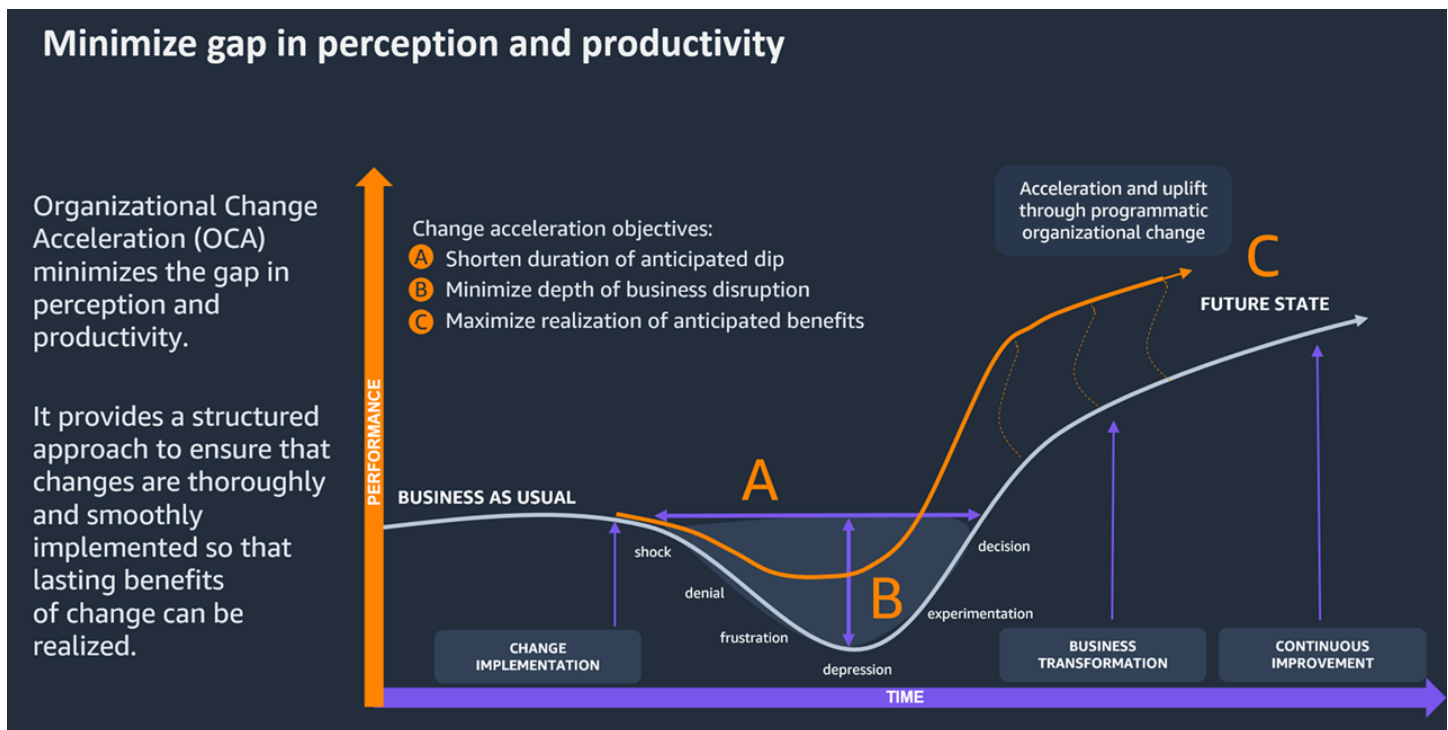 Minimize gap in perception and productivity
Organizational Change
Acceleration (OCA)
minimizes the gap in
perception and
productivity.
It provides a structured
approach to ensure that
changes are thoroughly
and smoothly
implemented so that
lasting benefits
of change can be
realized.
PERFORMANCE
Change acceleration objectives:
A Shorten duration of anticipated dip
B Minimize depth of business disruption
C Maximize realization of anticipated benefits
Acceleration and uplift
through programmatic
organizational change
C
FUTURE STATE
BUSINESS AS USUAL
A
B
shock
denial
frustration
depression
experimentation
decision
CHANGE
IMPLEMENTATION
BUSINESS
TRANSFORMATION
CONTINUOUS
IMPROVEMENT
TIME